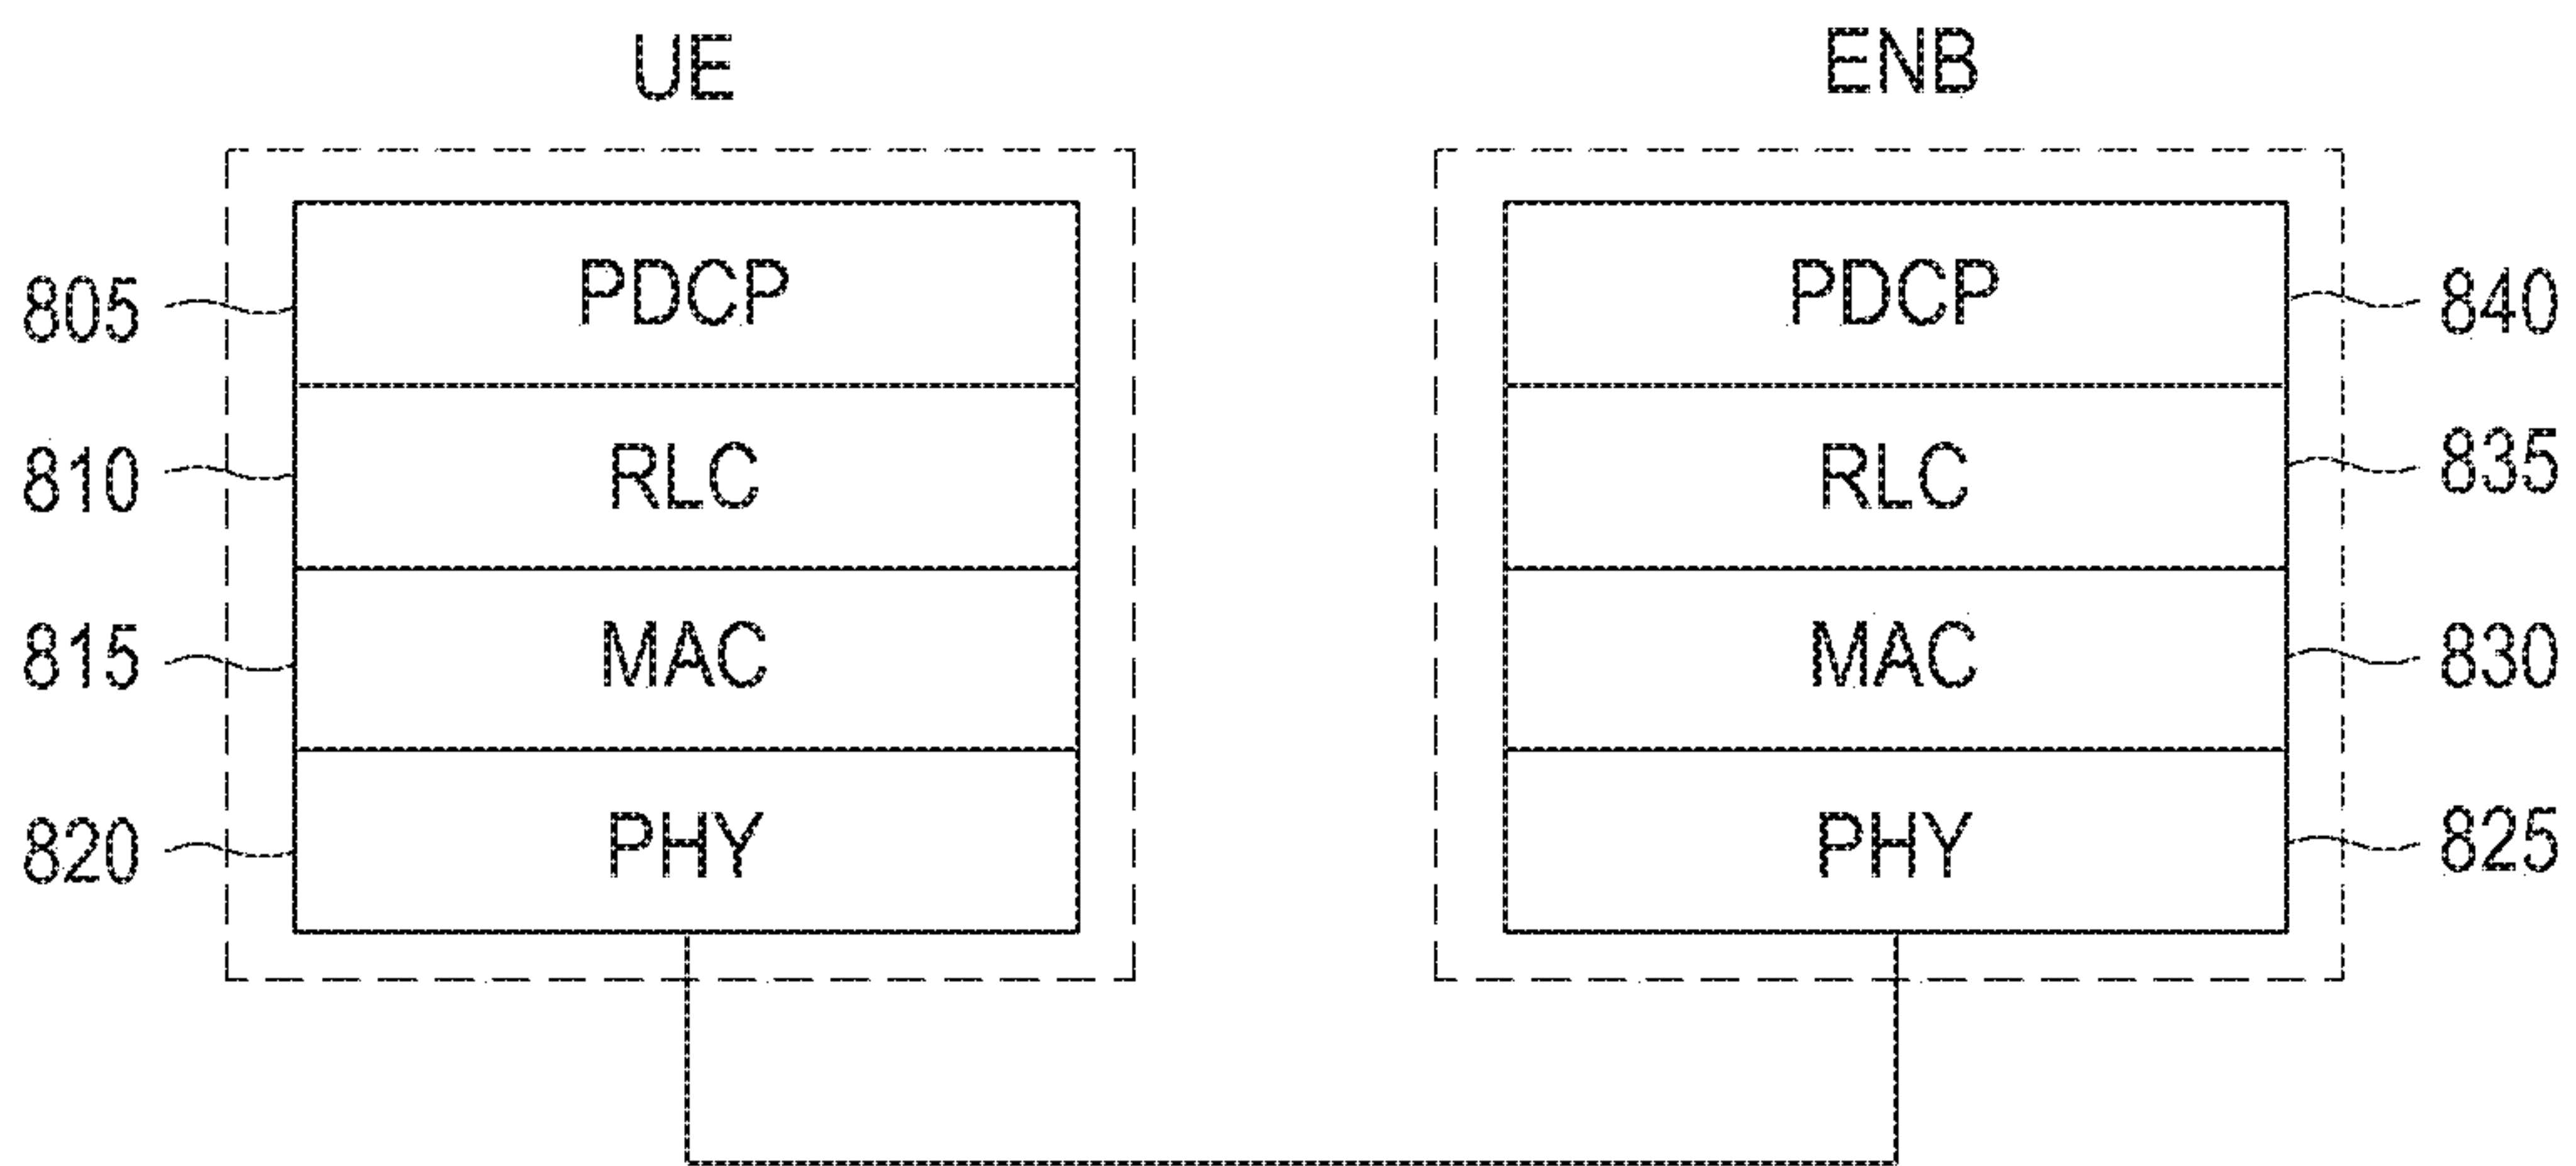 UE ENB
805 PDCP PDCP 840
810 RLC RLC 835
815 MAC MAC 830
820 PHY PHY 825